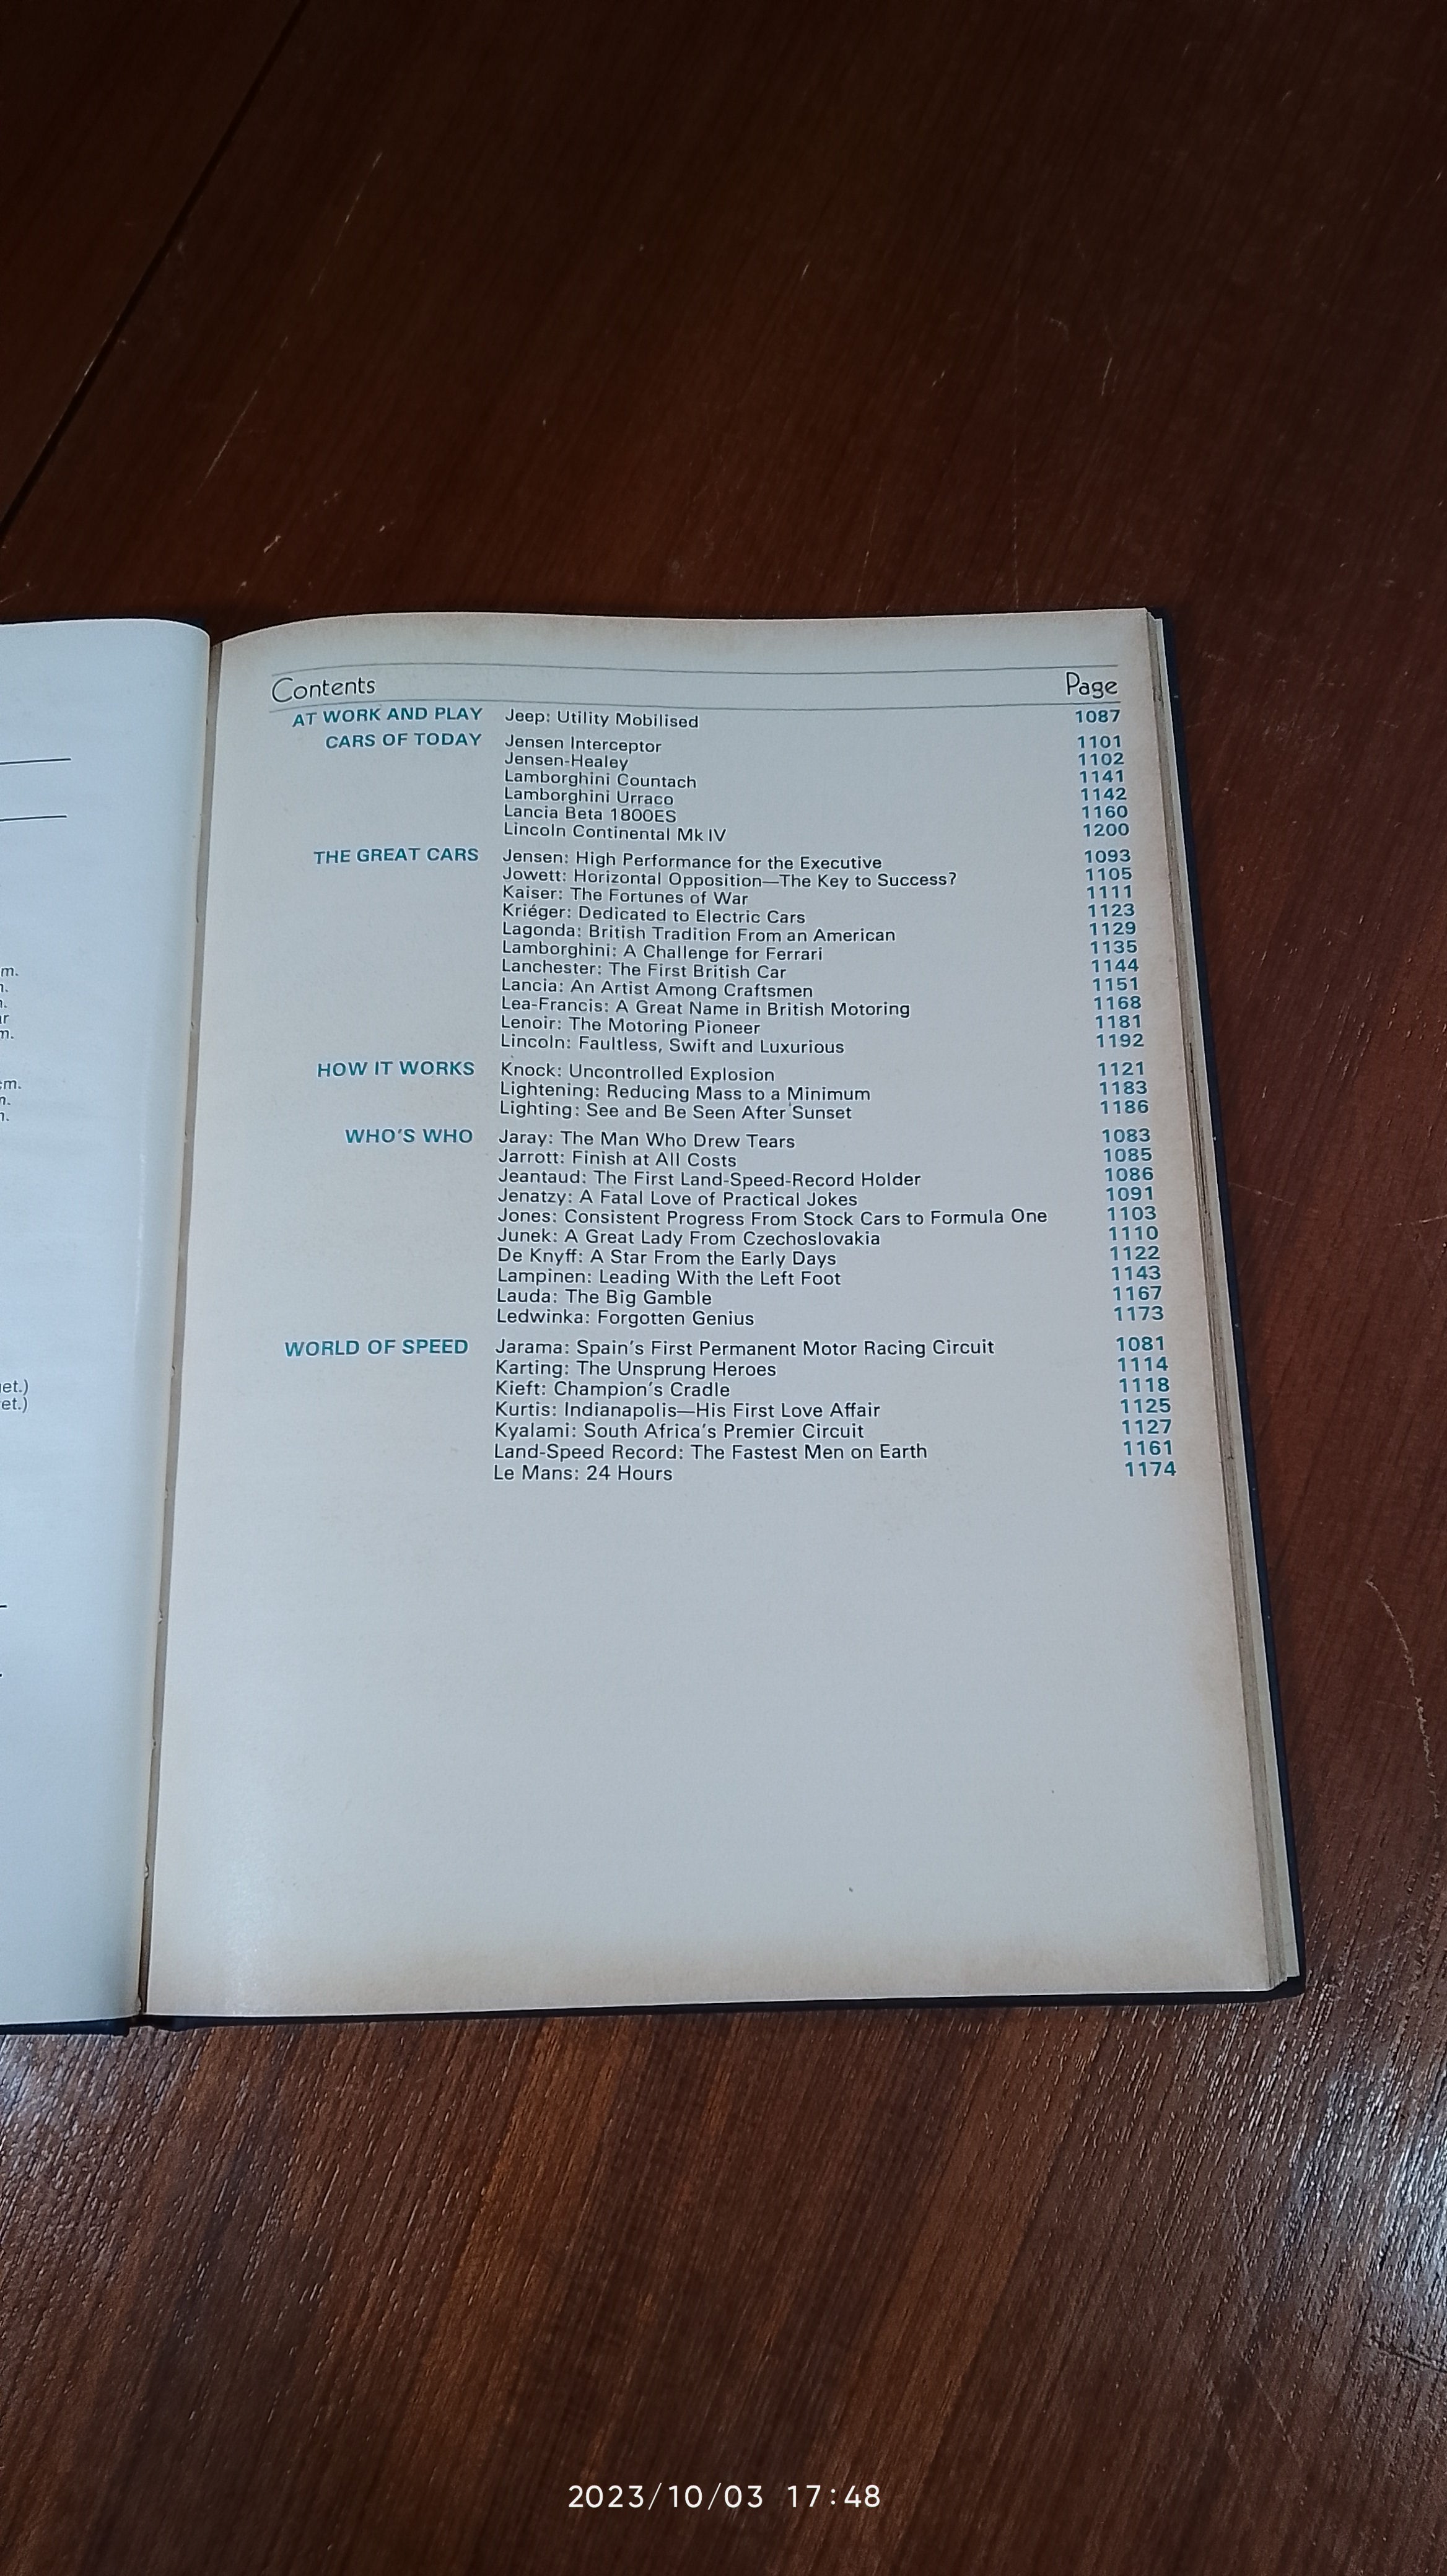 Contents Page
AT WORK AND PLAY Jeep: Utility Mobilised 1087
CARS OF TODAY Jensen Interceptor 1101
Jensen-Healey 1102
Lamborghini Countach 1141
Lamborghini Urraco 1142
Lancia Beta 1800ES 1160
Lincoln Continental Mk IV 1200
THE GREAT CARS Jensen: High Performance for the Executive 1093
Jowett: Horizontal Opposition—The Key to Success? 1105
Kaiser: The Fortunes of War 1111
Kriéger: Dedicated to Electric Cars 1123
Lagonda: British Tradition From an American 1129
Lamborghini: A Challenge for Ferrari 1135
Lanchester: The First British Car 1144
Lancia: An Artist Among Craftsmen 1151
Lea-Francis: A Great Name in British Motoring 1168
Lenoir: The Motoring Pioneer 1181
Lincoln: Faultless, Swift and Luxurious 1192
HOW IT WORKS Knock: Uncontrolled Explosion 1121
Lightening: Reducing Mass to a Minimum 1183
Lighting: See and Be Seen After Sunset 1186
WHO'S WHO Jaray: The Man Who Drew Tears 1083
Jarrott: Finish at All Costs 1085
Jeantaud: The First Land-Speed-Record Holder 1086
Jenatzy: A Fatal Love of Practical Jokes 1091
Jones: Consistent Progress From Stock Cars to Formula One 1103
Junek: A Great Lady From Czechoslovakia 1110
De Knyff: A Star From the Early Days 1122
Lampinen: Leading With the Left Foot 1143
Lauda: The Big Gamble 1167
Ledwinka: Forgotten Genius 1173
WORLD OF SPEED Jarama: Spain's First Permanent Motor Racing Circuit 1081
Karting: The Unsprung Heroes 1114
Kieft: Champion's Cradle 1118
Kurtis: Indianapolis—His First Love Affair 1125
Kyalami: South Africa's Premier Circuit 1127
Land-Speed Record: The Fastest Men on Earth 1161
Le Mans: 24 Hours 1174
2023/10/03 17:48